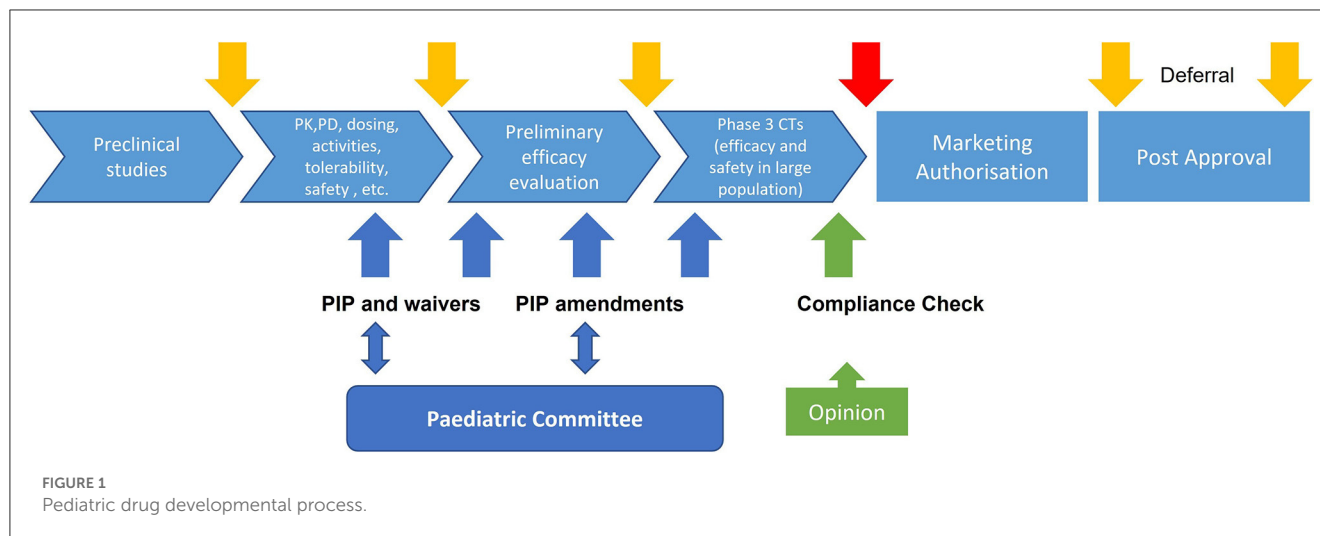 Deferral
Preclinical
studies
PK,PD, dosing,
activities,
tolerability,
safety , etc.
Preliminary
efficacy
evaluation
Phase 3 CTs
(efficacy and
safety in large
population)
Marketing
Authorisation
Post Approval
PIP and waivers
PIP amendments
Compliance Check
Paediatric Committee
Opinion
FIGURE 1
Pediatric drug developmental process.